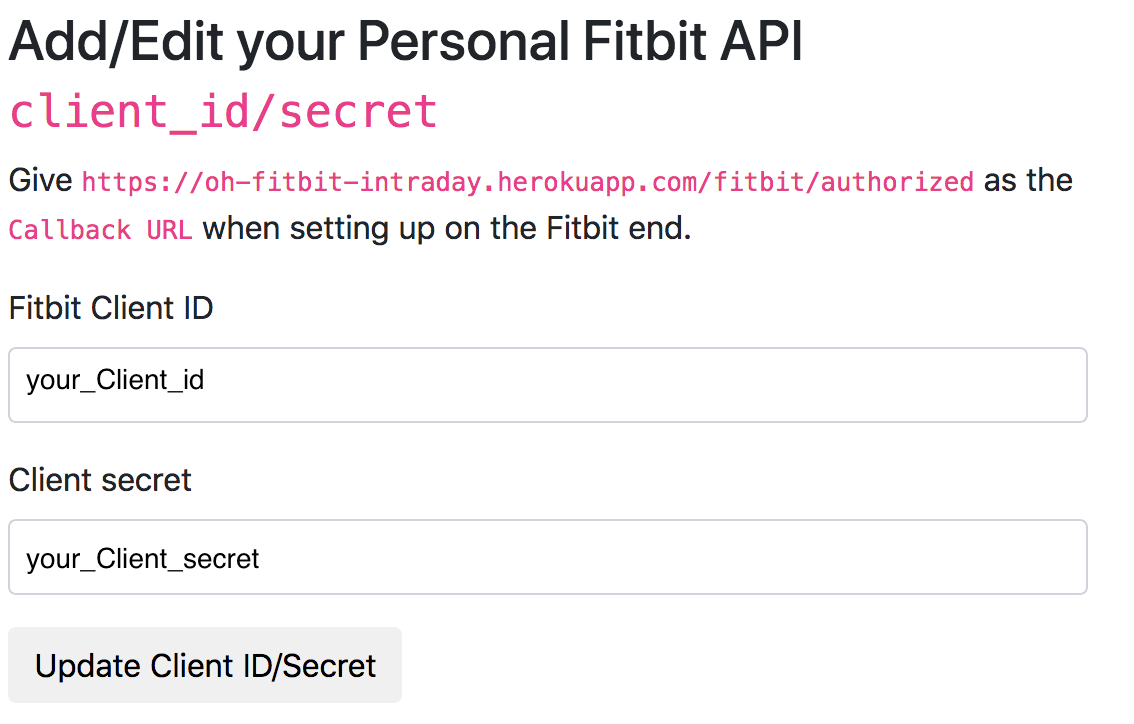 Add/Edit your Personal Fitbit API
client_id/secret
Give https://oh-fitbit-intraday.herokuapp.com/fitbit/authorized as the
Callback URL when setting up on the Fitbit end.
Fitbit Client ID
your_Client_id
Client secret
your_Client_secret
Update Client ID/Secret